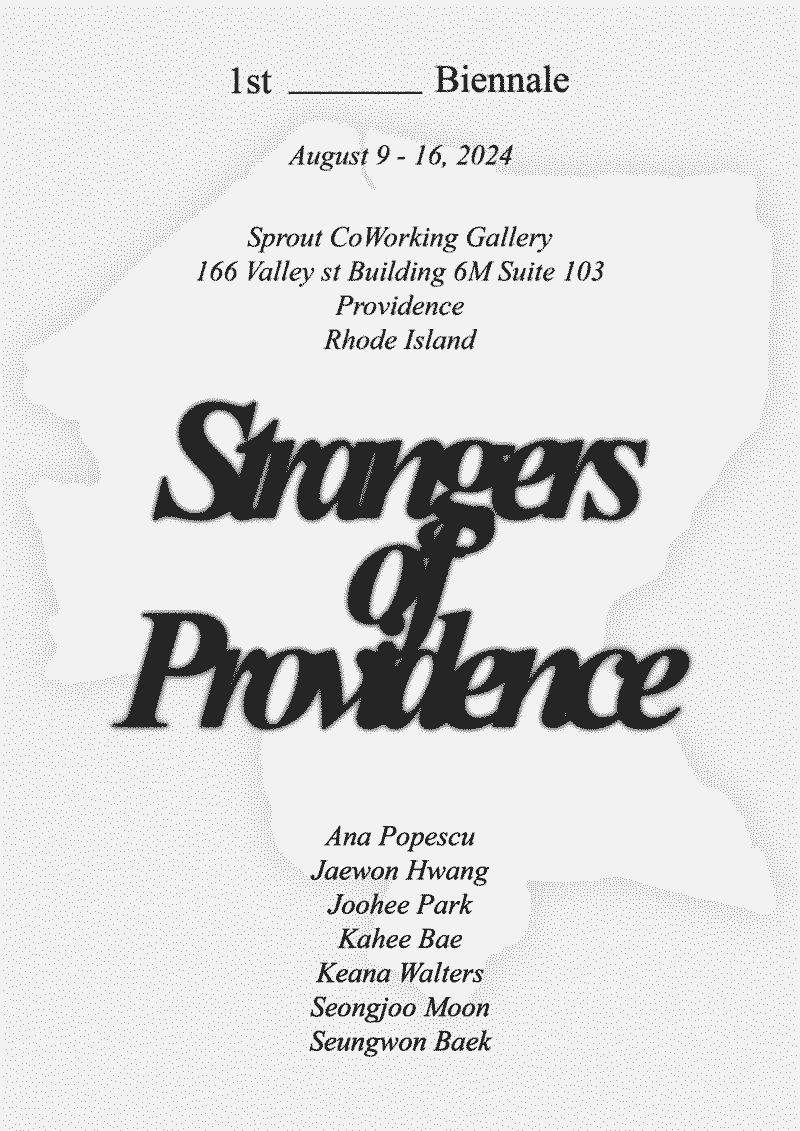 1st _______ Biennale
August 9 - 16, 2024
Sprout CoWorking Gallery
166 Valley st Building 6M Suite 103
Providence
Rhode Island
Strangers
of
Providence
Ana Popescu
Jaewon Hwang
Joohee Park
Kahee Bae
Keana Walters
Seongjoo Moon
Seungwon Baek